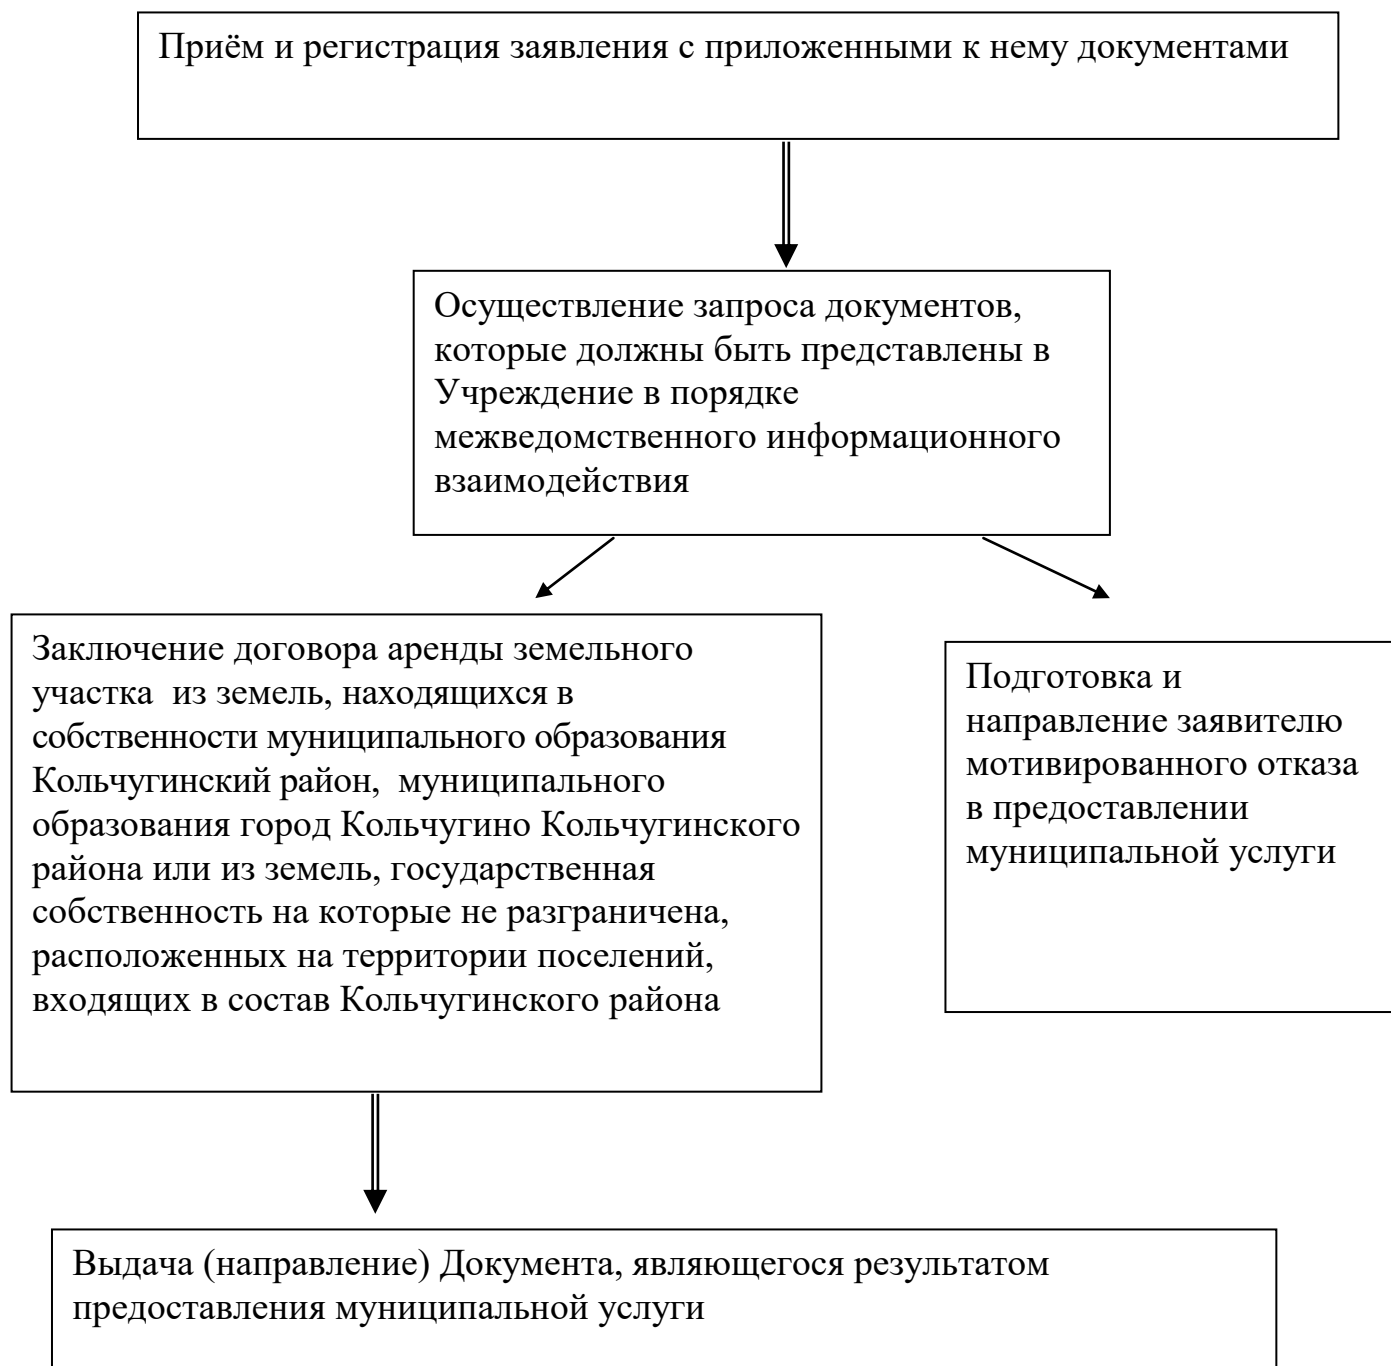 Приём и регистрация заявления с приложенными к нему документами
Осуществление запроса документов,
которые должны быть представлены в
Учреждение в порядке
межведомственного информационного
взаимодействия
Заключение договора аренды земельного
участка  из земель, находящихся в
собственности муниципального образования
Кольчугинский район,  муниципального
образования город Кольчугино Кольчугинского
района или из земель, государственная
собственность на которые не разграничена,
расположенных на территории поселений,
входящих в состав Кольчугинского района
Подготовка и
направление заявителю
мотивированного отказа
в предоставлении
муниципальной услуги
Выдача (направление) Документа, являющегося результатом
предоставления муниципальной услуги